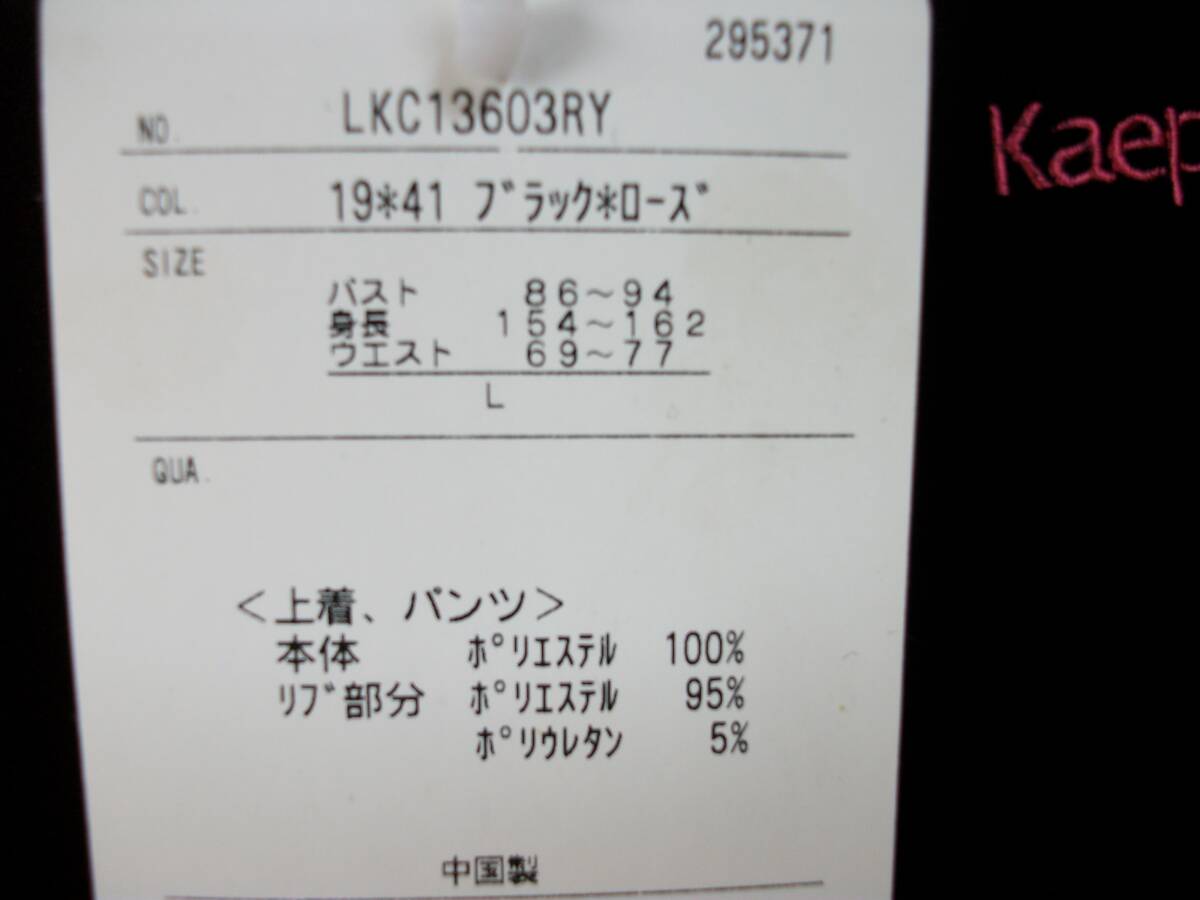 295371
NO. LKC13603RY
COL. 19*41 ブラック*ローズ
SIZE
バスト 86〜94
身長 154〜162
ウエスト 69〜77
L
QUA.
<上着、パンツ>
本体 ポリエステル 100%
リブ部分 ポリエステル 95%
ポリウレタン 5%
中国製
Kaep